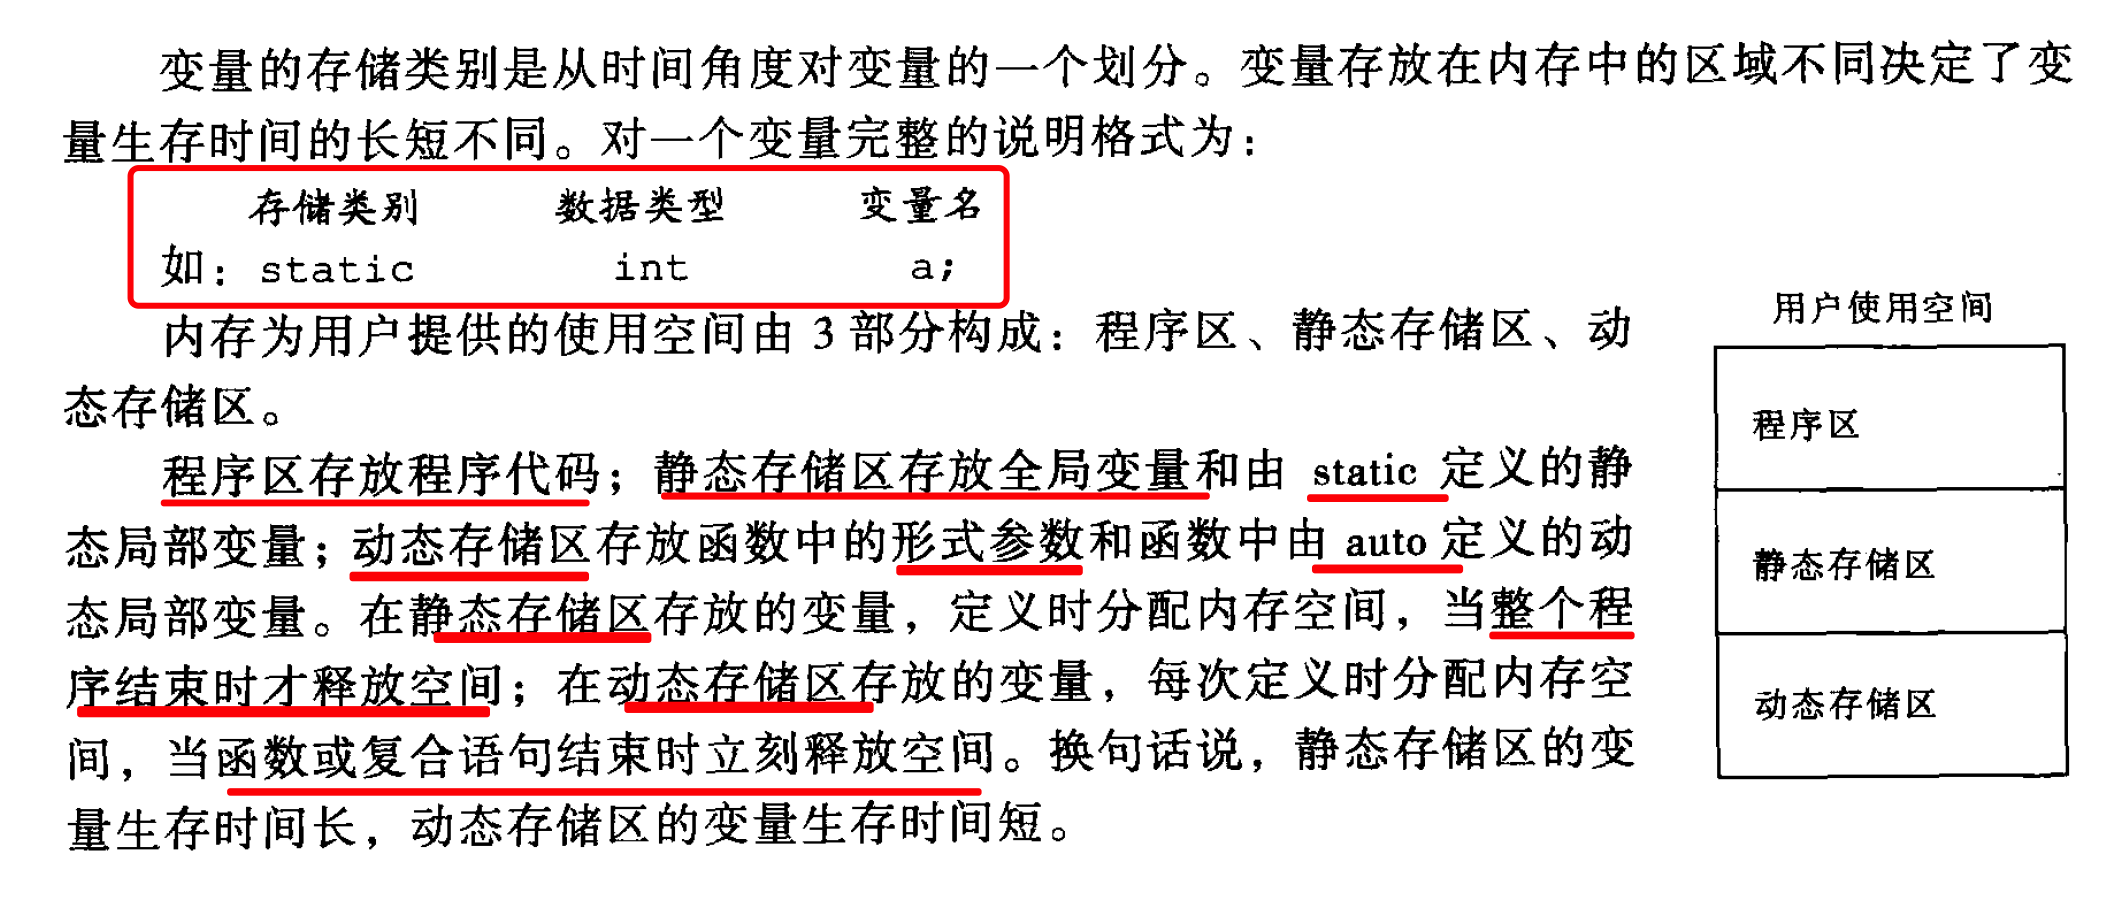 变量的存储类别是从时间角度对变量的一个划分。变量存放在内存中的区域不同决定了变
量生存时间的长短不同。对一个变量完整的说明格式为：
存储类别 数据类型 变量名
如：static int a;
内存为用户提供的使用空间由 3 部分构成：程序区、静态存储区、动
态存储区。
程序区存放程序代码；静态存储区存放全局变量和由 static 定义的静
态局部变量；动态存储区存放函数中的形式参数和函数中由 auto 定义的动
态局部变量。在静态存储区存放的变量，定义时分配内存空间，当整个程
序结束时才释放空间；在动态存储区存放的变量，每次定义时分配内存空
间，当函数或复合语句结束时立刻释放空间。换句话说，静态存储区的变
量生存时间长，动态存储区的变量生存时间短。
用户使用空间
程序区
静态存储区
动态存储区